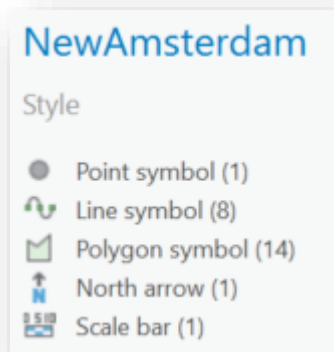 NewAmsterdam
Style
Point symbol (1)
Line symbol (8)
Polygon symbol (14)
North arrow (1)
Scale bar (1)